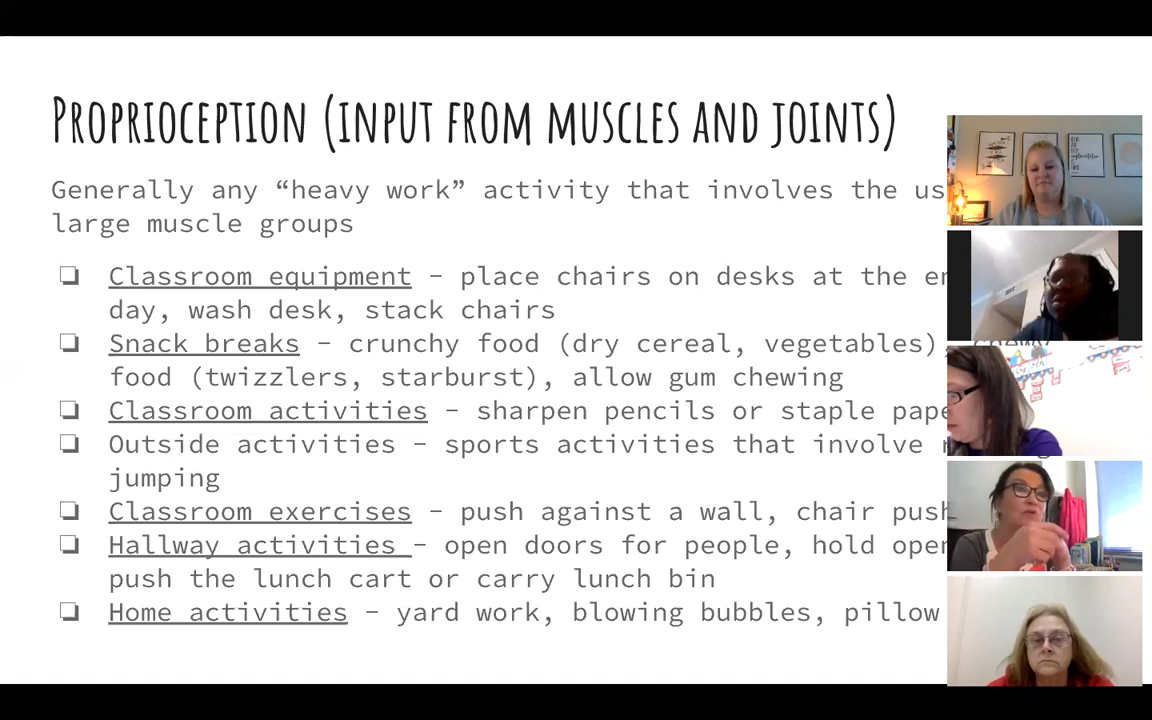 Proprioception (input from muscles and joints)
Generally any “heavy work” activity that involves the us
large muscle groups
❏ Classroom equipment - place chairs on desks at the en
day, wash desk, stack chairs
❏ Snack breaks - crunchy food (dry cereal, vegetables), chewy
food (twizzlers, starburst), allow gum chewing
❏ Classroom activities - sharpen pencils or staple pape
❏ Outside activities - sports activities that involve
jumping
❏ Classroom exercises - push against a wall, chair push
❏ Hallway activities - open doors for people, hold open
push the lunch cart or carry lunch bin
❏ Home activities - yard work, blowing bubbles, pillow